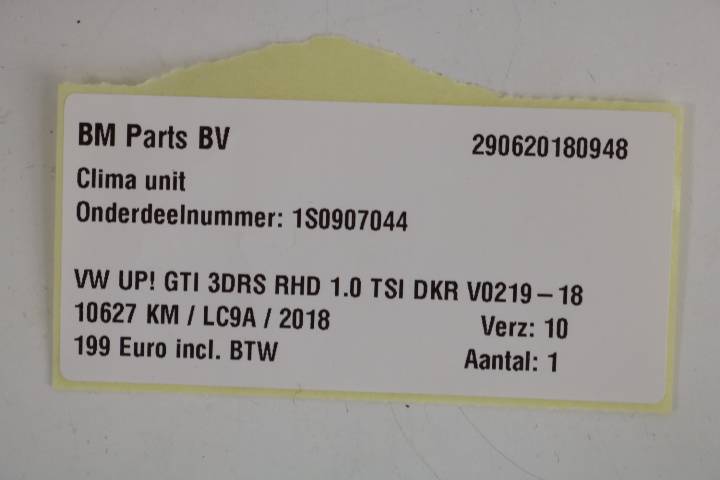 BM Parts BV 290620180948
Clima unit
Onderdeelnummer: 1S0907044
VW UP! GTI 3DRS RHD 1.0 TSI DKR V0219-18
10627 KM / LC9A / 2018 Verz: 10
199 Euro incl. BTW Aantal: 1